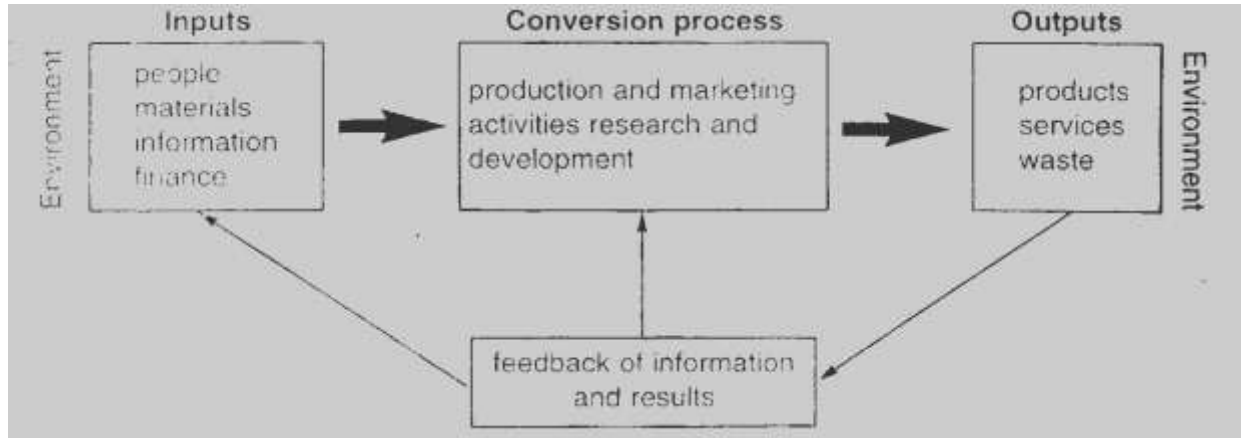 Inputs
Conversion process
Outputs
Environment
people
materials
information
finance
production and marketing
activities research and
development
products
services
waste
Environment
feedback of information
and results